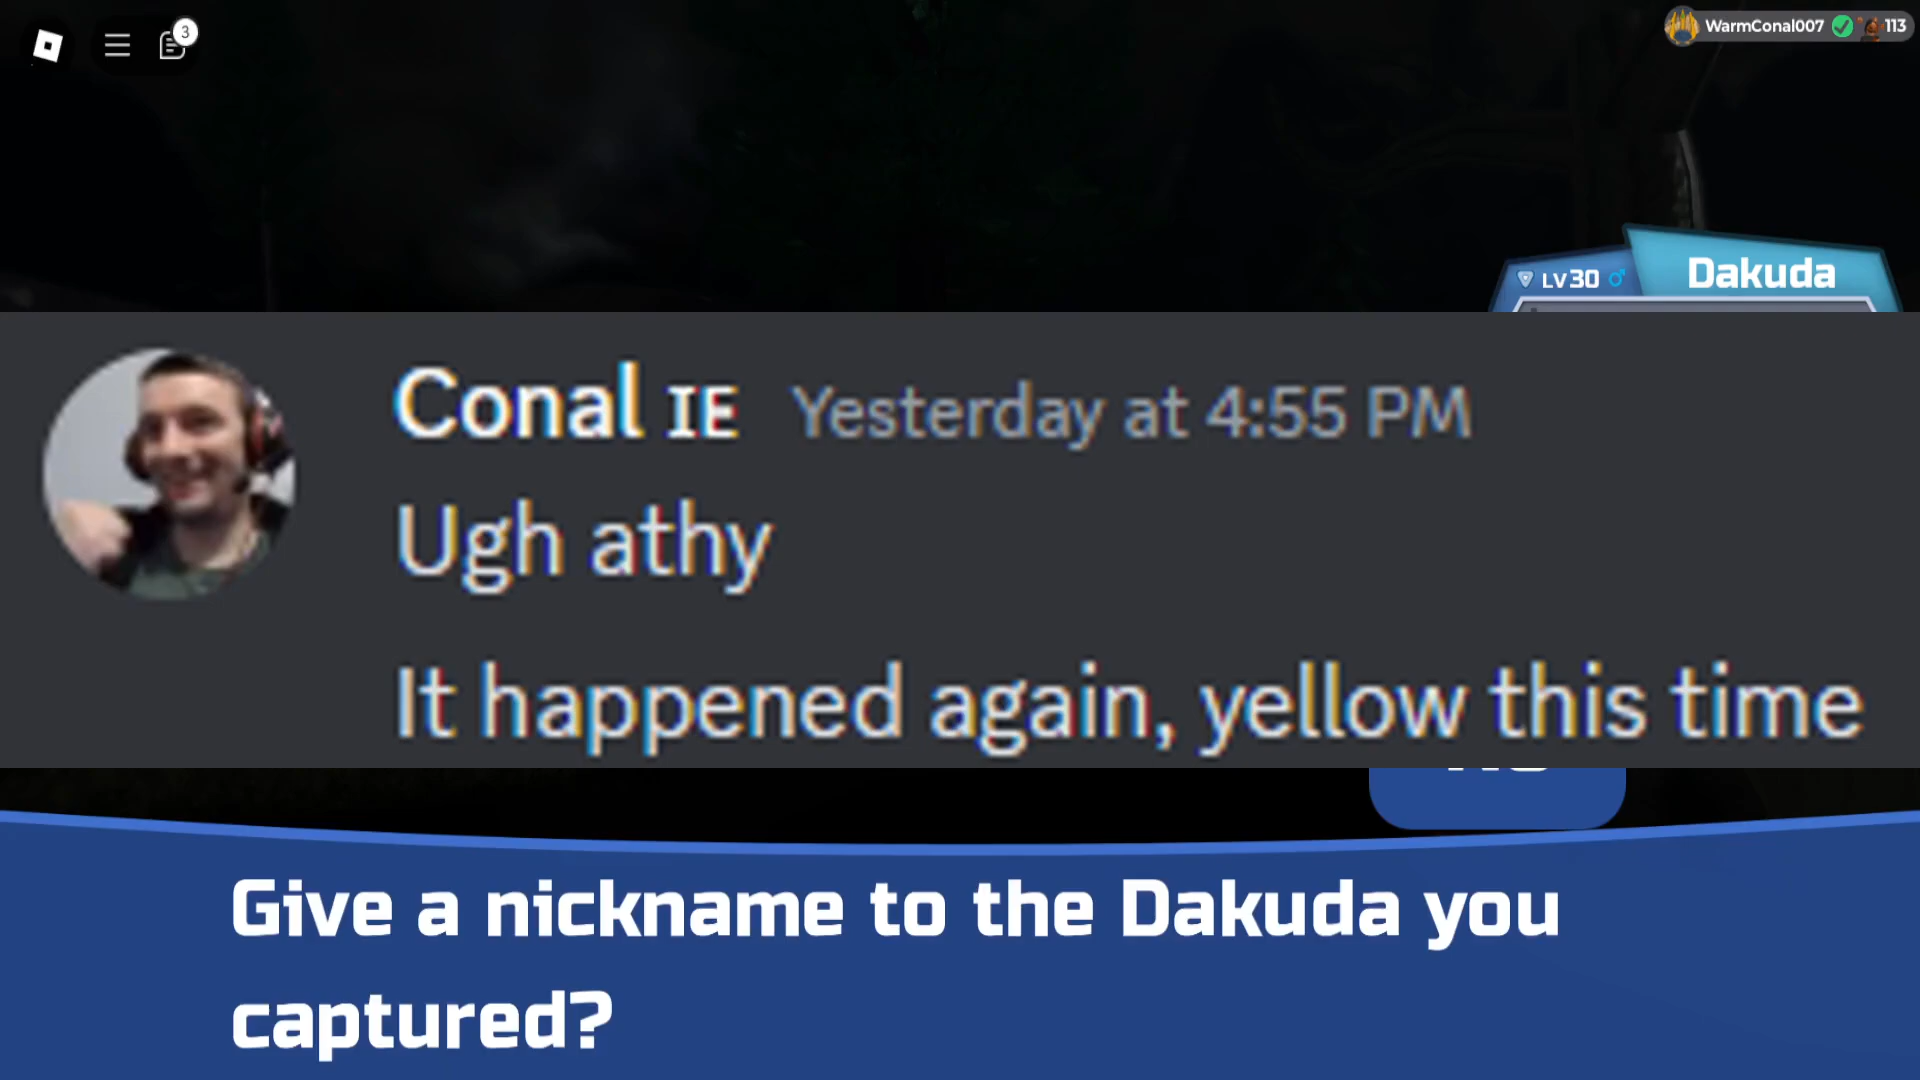 3
WarmConal007 113
LV30 ♂ Dakuda
Conal IE Yesterday at 4:55 PM
Ugh athy
It happened again, yellow this time
Give a nickname to the Dakuda you
captured?